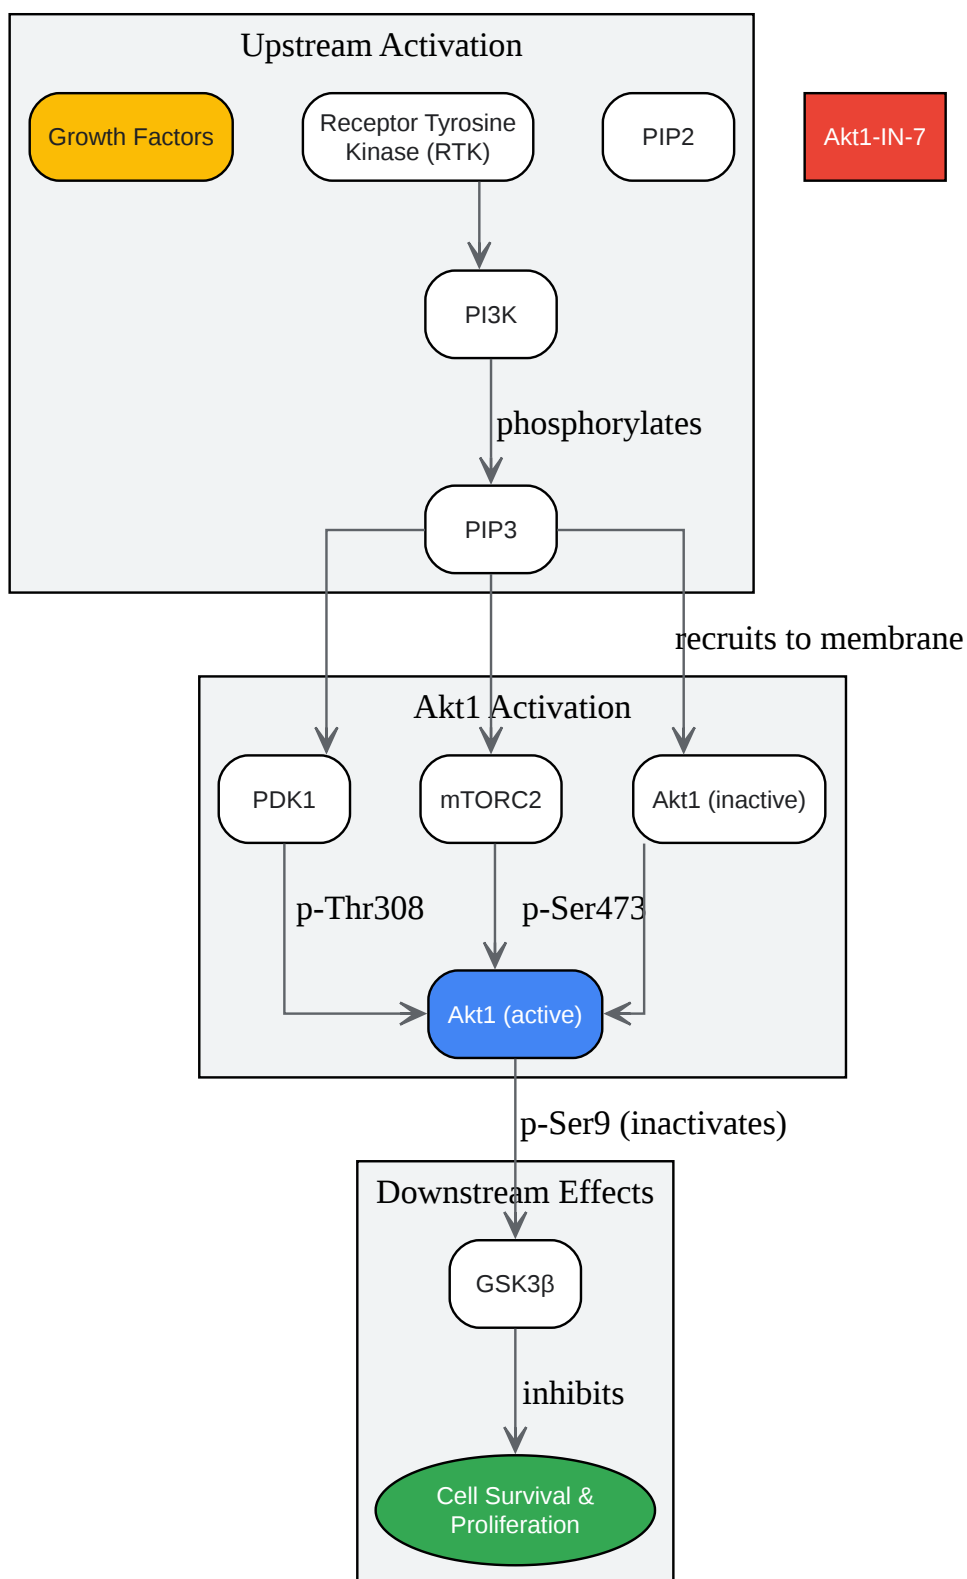 Upstream Activation
Growth Factors
Receptor Tyrosine
Kinase (RTK)
PIP2
Akt1-IN-7
PI3K
phosphorylates
PIP3
recruits to membrane
Akt1 Activation
PDK1
mTORC2
Akt1 (inactive)
p-Thr308
p-Ser473
Akt1 (active)
p-Ser9 (inactivates)
Downstream Effects
GSK3β
inhibits
Cell Survival &
Proliferation